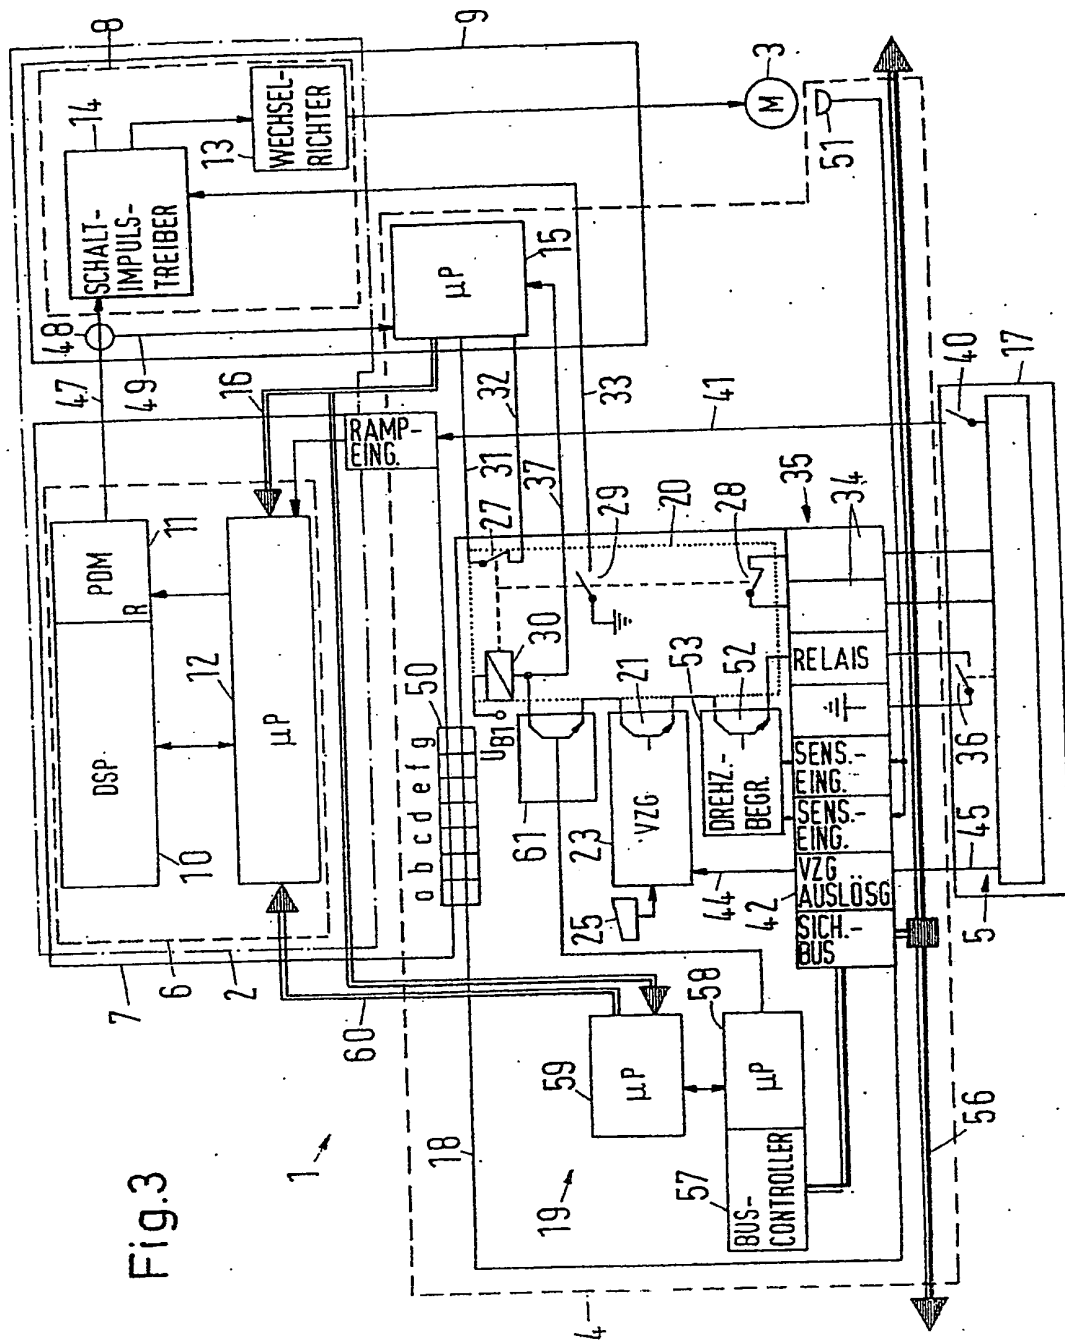 Fig.3
1
7
6
2
60
DSP
PDM
R
10
11
12
µP
RAMP-
EING.
16
47
48
49
SCHALT-
IMPULS-
TREIBER
14
13
WECHSEL-
RICHTER
8
9
M
3
µP
15
31
32
37
33
41
4
18
a b c d e f g
50
19
59
µP
58
µP
57
BUS-
CONTROLLER
U_B1
61
30
27
29
28
20
21
23
VZG
25
53
52
DREHZ.-
BEGR.
44
42
SICH.-
BUS
VZG
AUSLÖSG
SENS.-
EING.
SENS.-
EING.
RELAIS
34
35
51
56
5
45
36
40
17